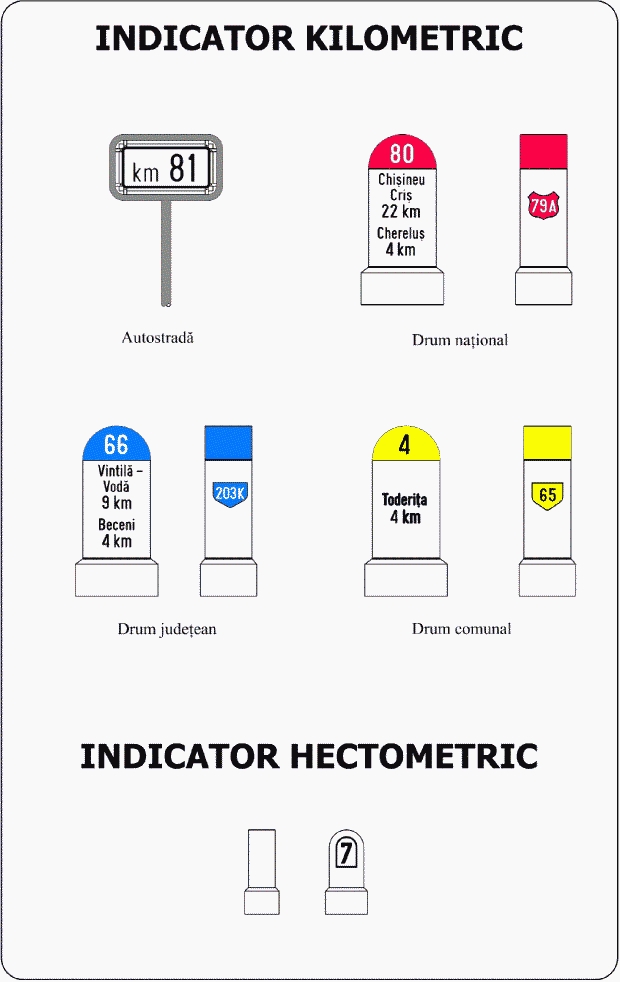 INDICATOR KILOMETRIC
km 81
80
Chișineu
Criș
22 km
Chereluș
4 km
79A
Autostradă
Drum național
66
Vintilă –
Vodă
9 km
Beceni
4 km
203K
4
Toderița
4 km
65
Drum județean
Drum comunal
INDICATOR HECTOMETRIC
7